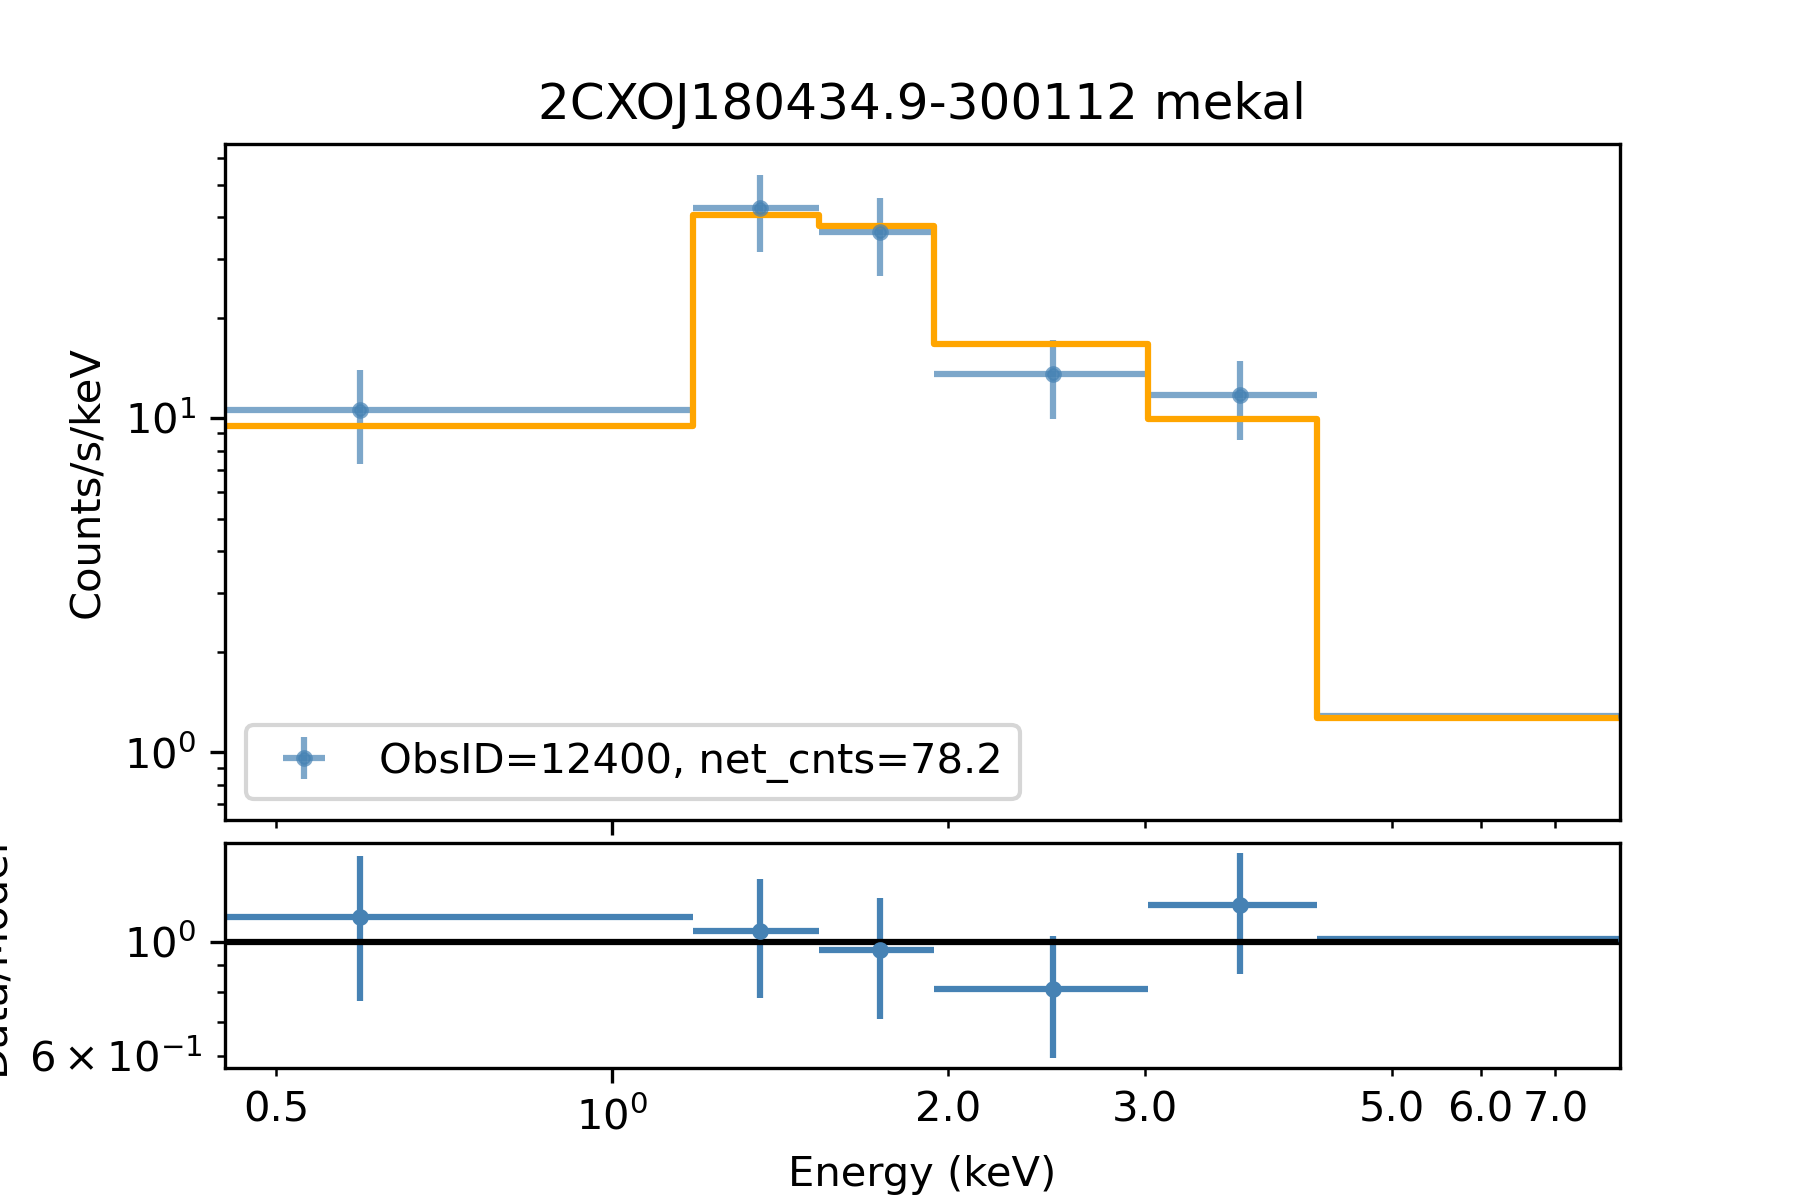 2CXOJ180434.9-300112 mekal
Counts/s/keV
10¹
10⁰
ObsID=12400, net_cnts=78.2
10⁰
6 × 10⁻¹
0.5 10⁰ 2.0 3.0 5.0 6.0 7.0
Energy (keV)